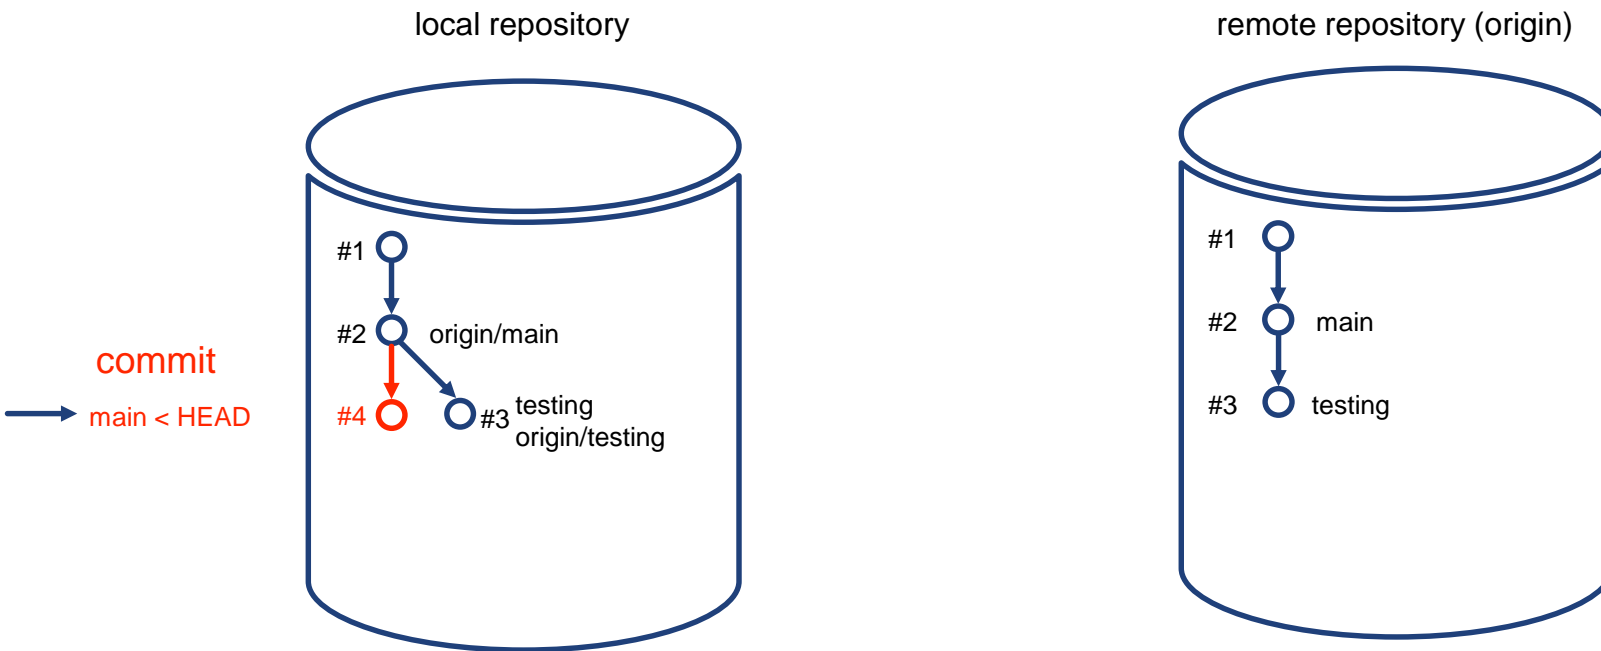 local repository
remote repository (origin)
#1
#2 origin/main
commit
main < HEAD
#4
#3
testing
origin/testing
#1
#2 main
#3 testing